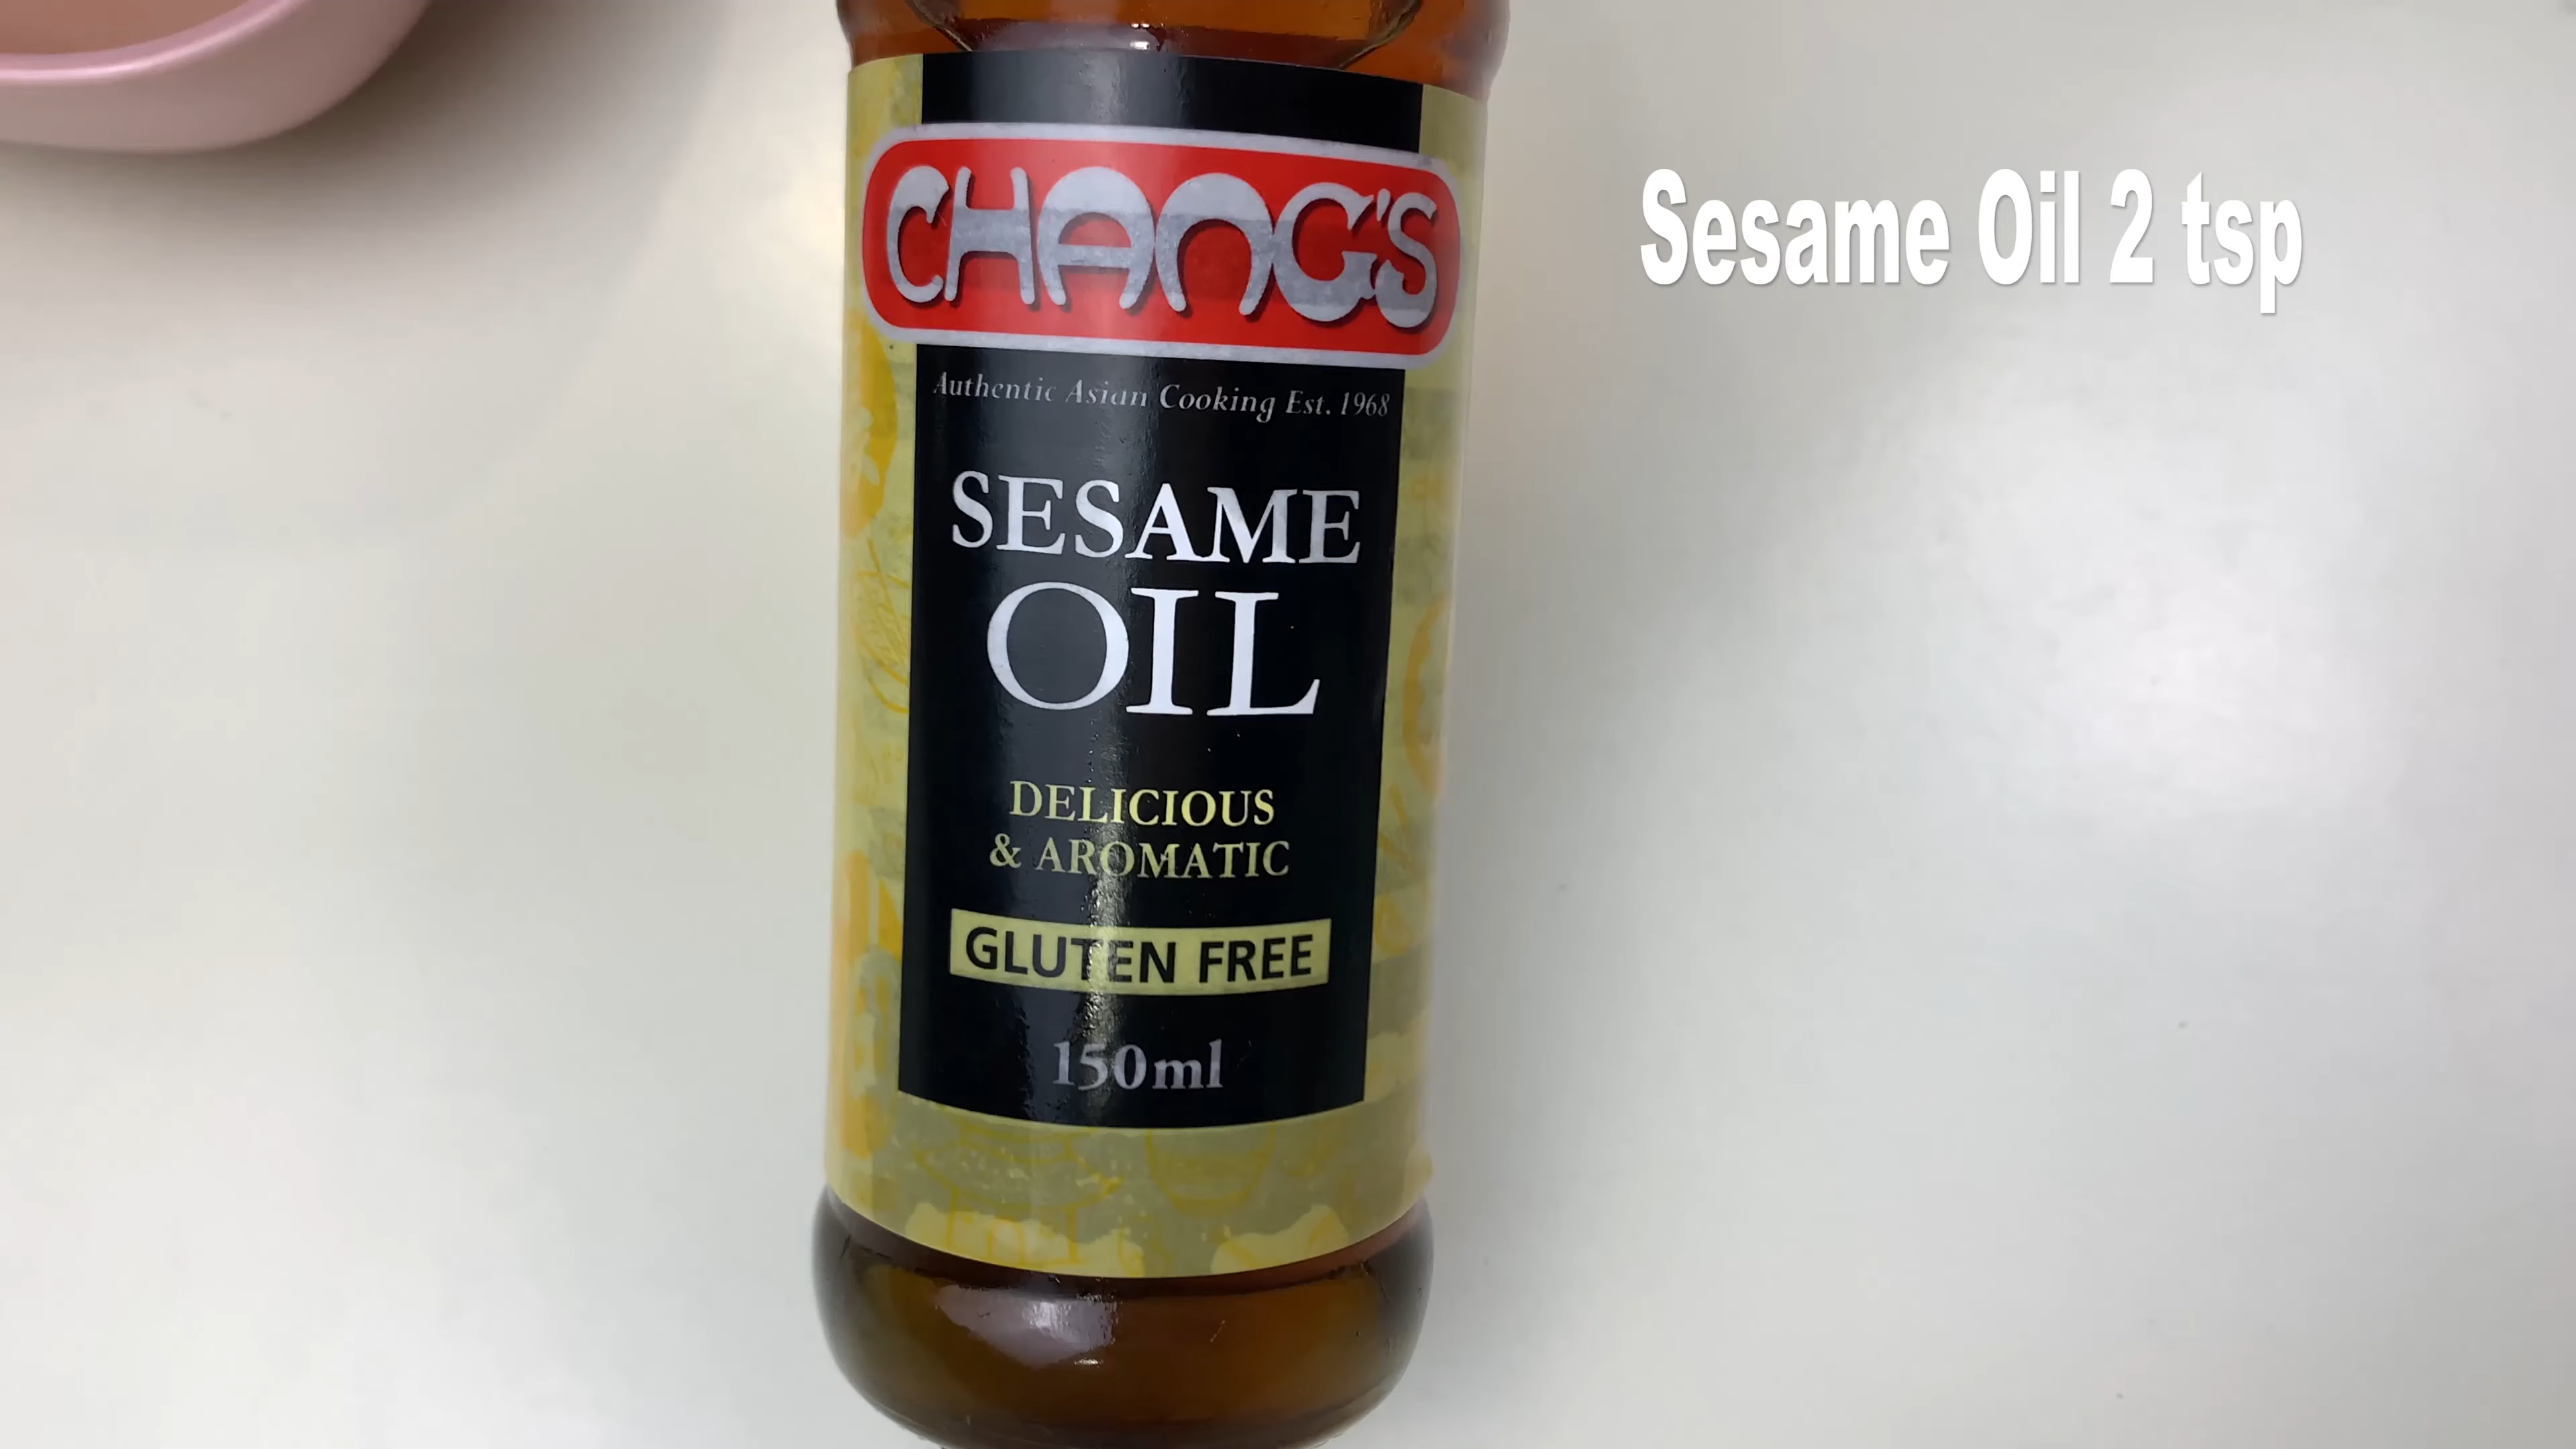 CHANG'S
Authentic Asian Cooking Est. 1968
SESAME
OIL
DELICIOUS
& AROMATIC
GLUTEN FREE
150ml
Sesame Oil 2 tsp